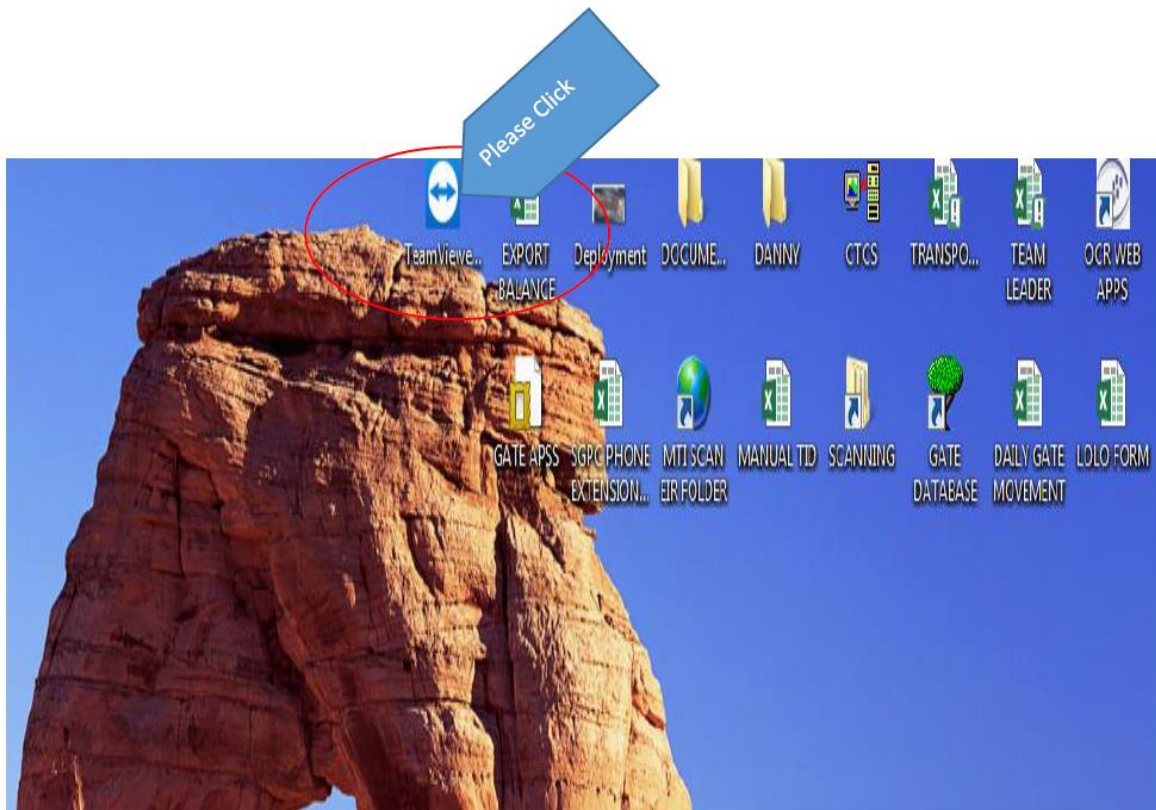 Please Click
TeamViewe...
EXPORT
BALANCE
Deployment
DOCUME...
DANNY
CTCS
TRANSPO...
TEAM
LEADER
OCR WEB
APPS
GATE APSS
SGPC PHONE
EXTENSION...
MTI SCAN
EIR FOLDER
MANUAL TID
SCANNING
GATE
DATABASE
DAILY GATE
MOVEMENT
LOLO FORM